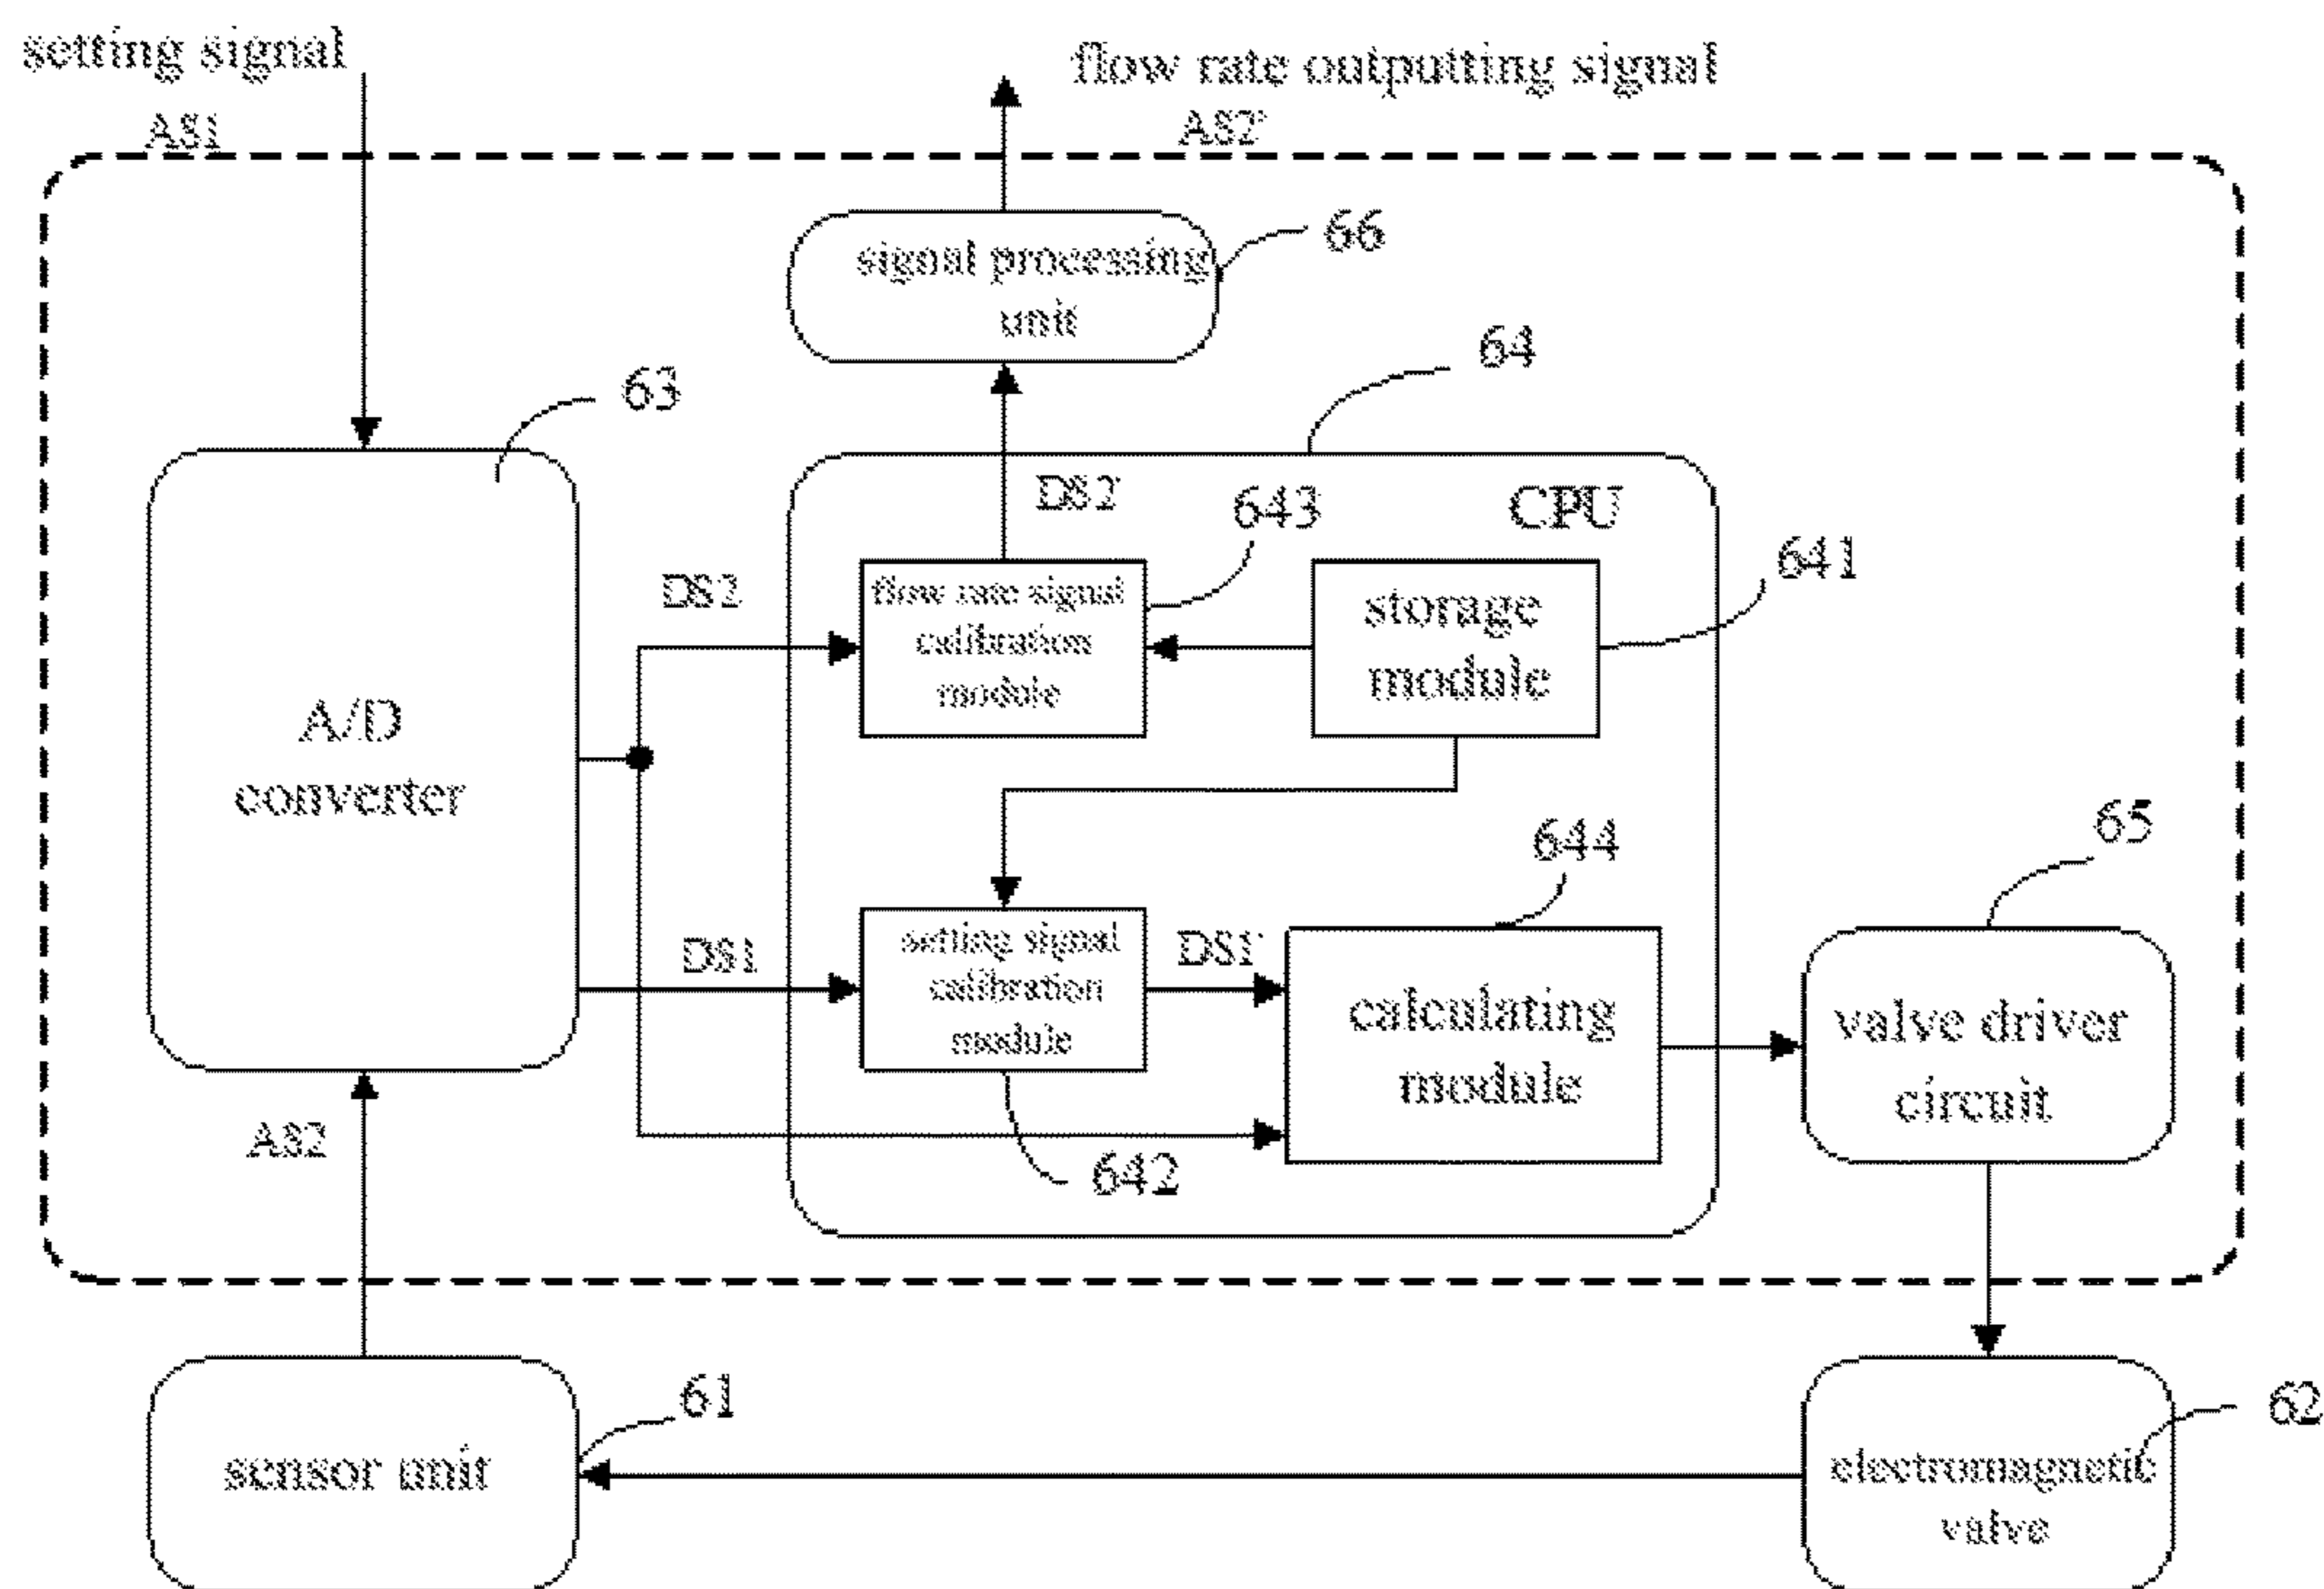 setting signal
AS1
flow rate outputting signal
AS2'
signal processing
unit
66
64
63
CPU
DS2'
643
641
DS2
flow rate signal
calibration
module
storage
module
A/D
converter
644
65
DS1
setting signal
calibration
module
DS1'
calculating
module
valve driver
circuit
AS2
642
61
62
sensor unit
electromagnetic
valve